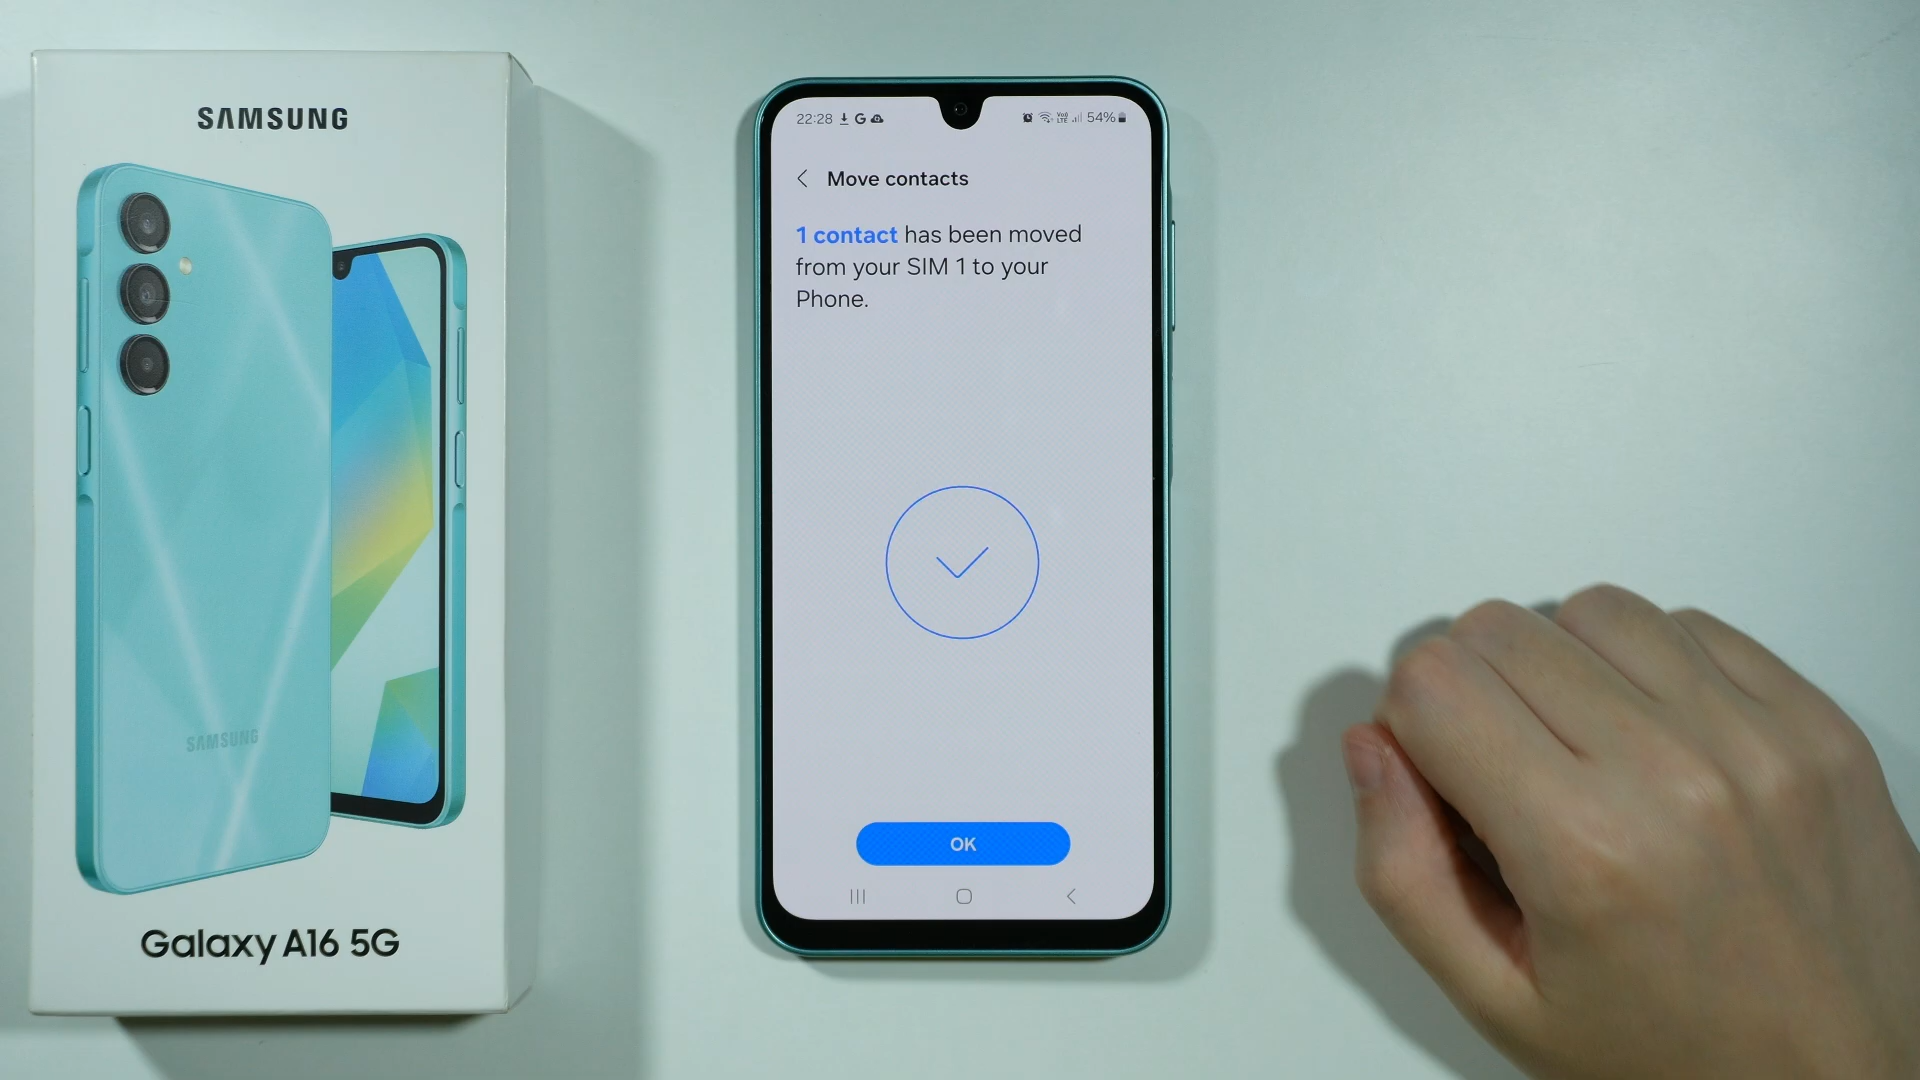 SAMSUNG
SAMSUNG
Galaxy A16 5G
22:28 G 54%
Move contacts
1 contact has been moved
from your SIM 1 to your
Phone.
OK